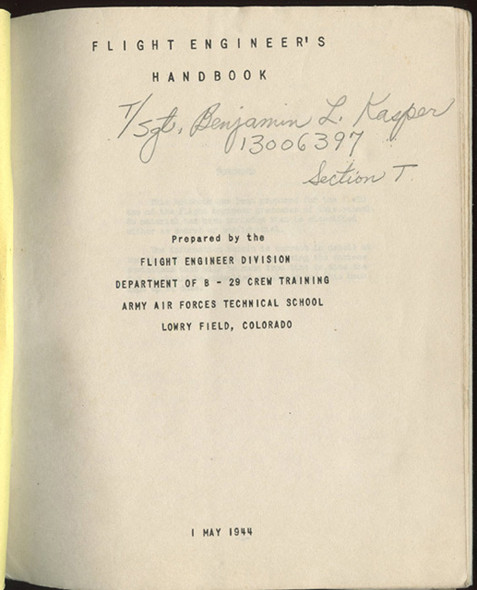 FLIGHT ENGINEER'S
HANDBOOK
T/Sgt. Benjamin L. Kasper
13006397
Section T.
Prepared by the
FLIGHT ENGINEER DIVISION
DEPARTMENT OF B - 29 CREW TRAINING
ARMY AIR FORCES TECHNICAL SCHOOL
LOWRY FIELD, COLORADO
1 MAY 1944